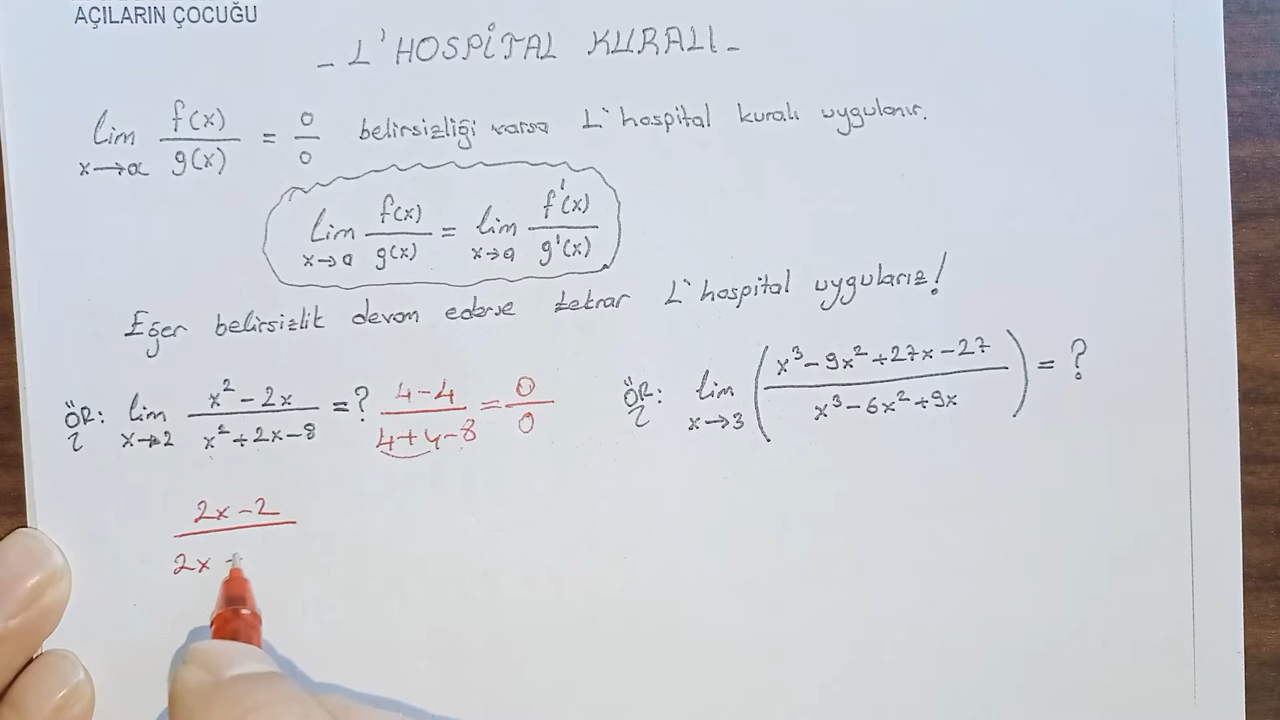 AÇILARIN ÇOCUĞU
- L'HOSPİTAL KURALI -
lim x→a f(x)/g(x) = 0/0 belirsizliği varsa L'hospital kuralı uygulanır.
lim x→a f(x)/g(x) = lim x→a f'(x)/g'(x)
Eğer belirsizlik devam ederse tekrar L'hospital uygularız!
ÖR: lim x→2 x²-2x / x²+2x-8 = ? 4-4 / 4+4-8 = 0/0
ÖR: lim x→3 (x³-9x²+27x-27 / x³-6x²+9x) = ?
2x-2
2x